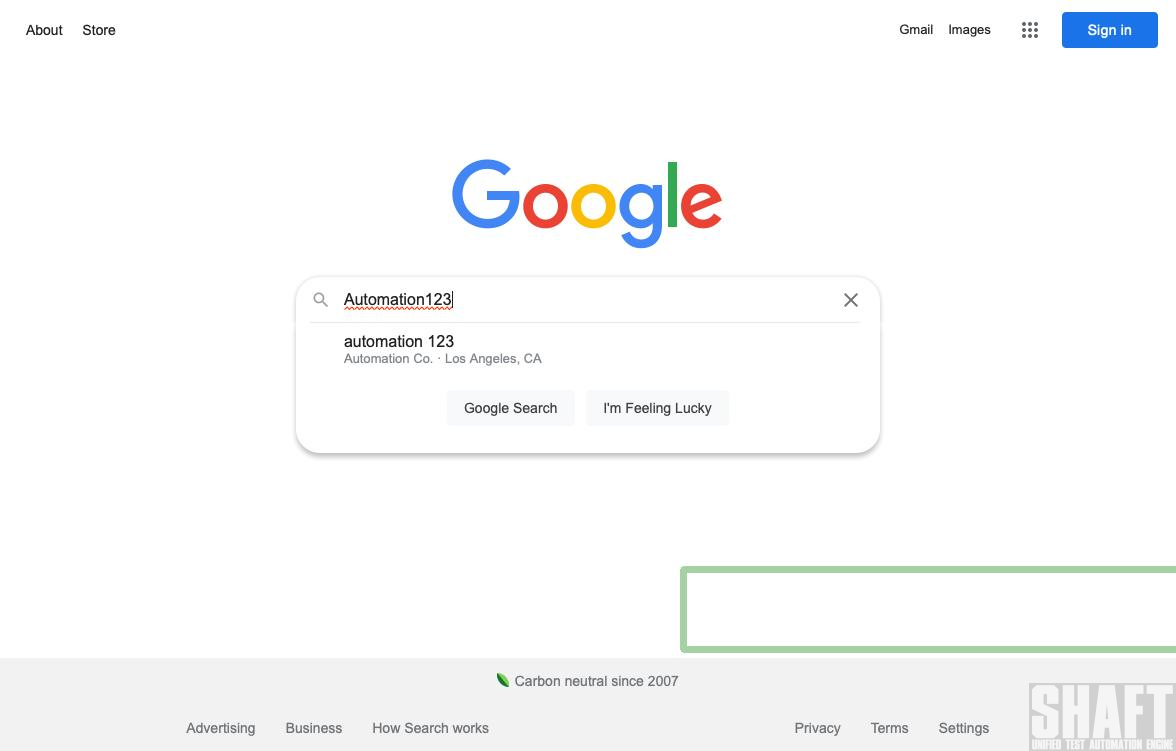 About Store Gmail Images Sign in
Google
Automation123
automation 123
Automation Co. · Los Angeles, CA
Google Search I'm Feeling Lucky
Carbon neutral since 2007
Advertising Business How Search works Privacy Terms Settings
SHAFT
UNIFIED TEST AUTOMATION ENGINE